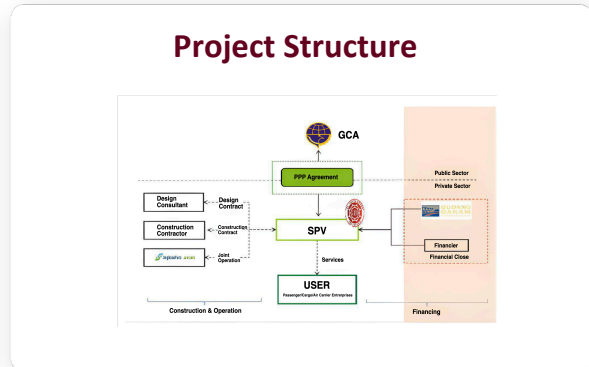 Project Structure
GCA
PPP Agreement
Public Sector
Private Sector
Design
Consultant
Design
Contract
Construction
Contractor
Construction
Contract
SPV
Joint
Operation
Financier
Financial Close
Services
USER
Passenger/Cargo/Air Carrier Enterprises
Construction & Operation
Financing